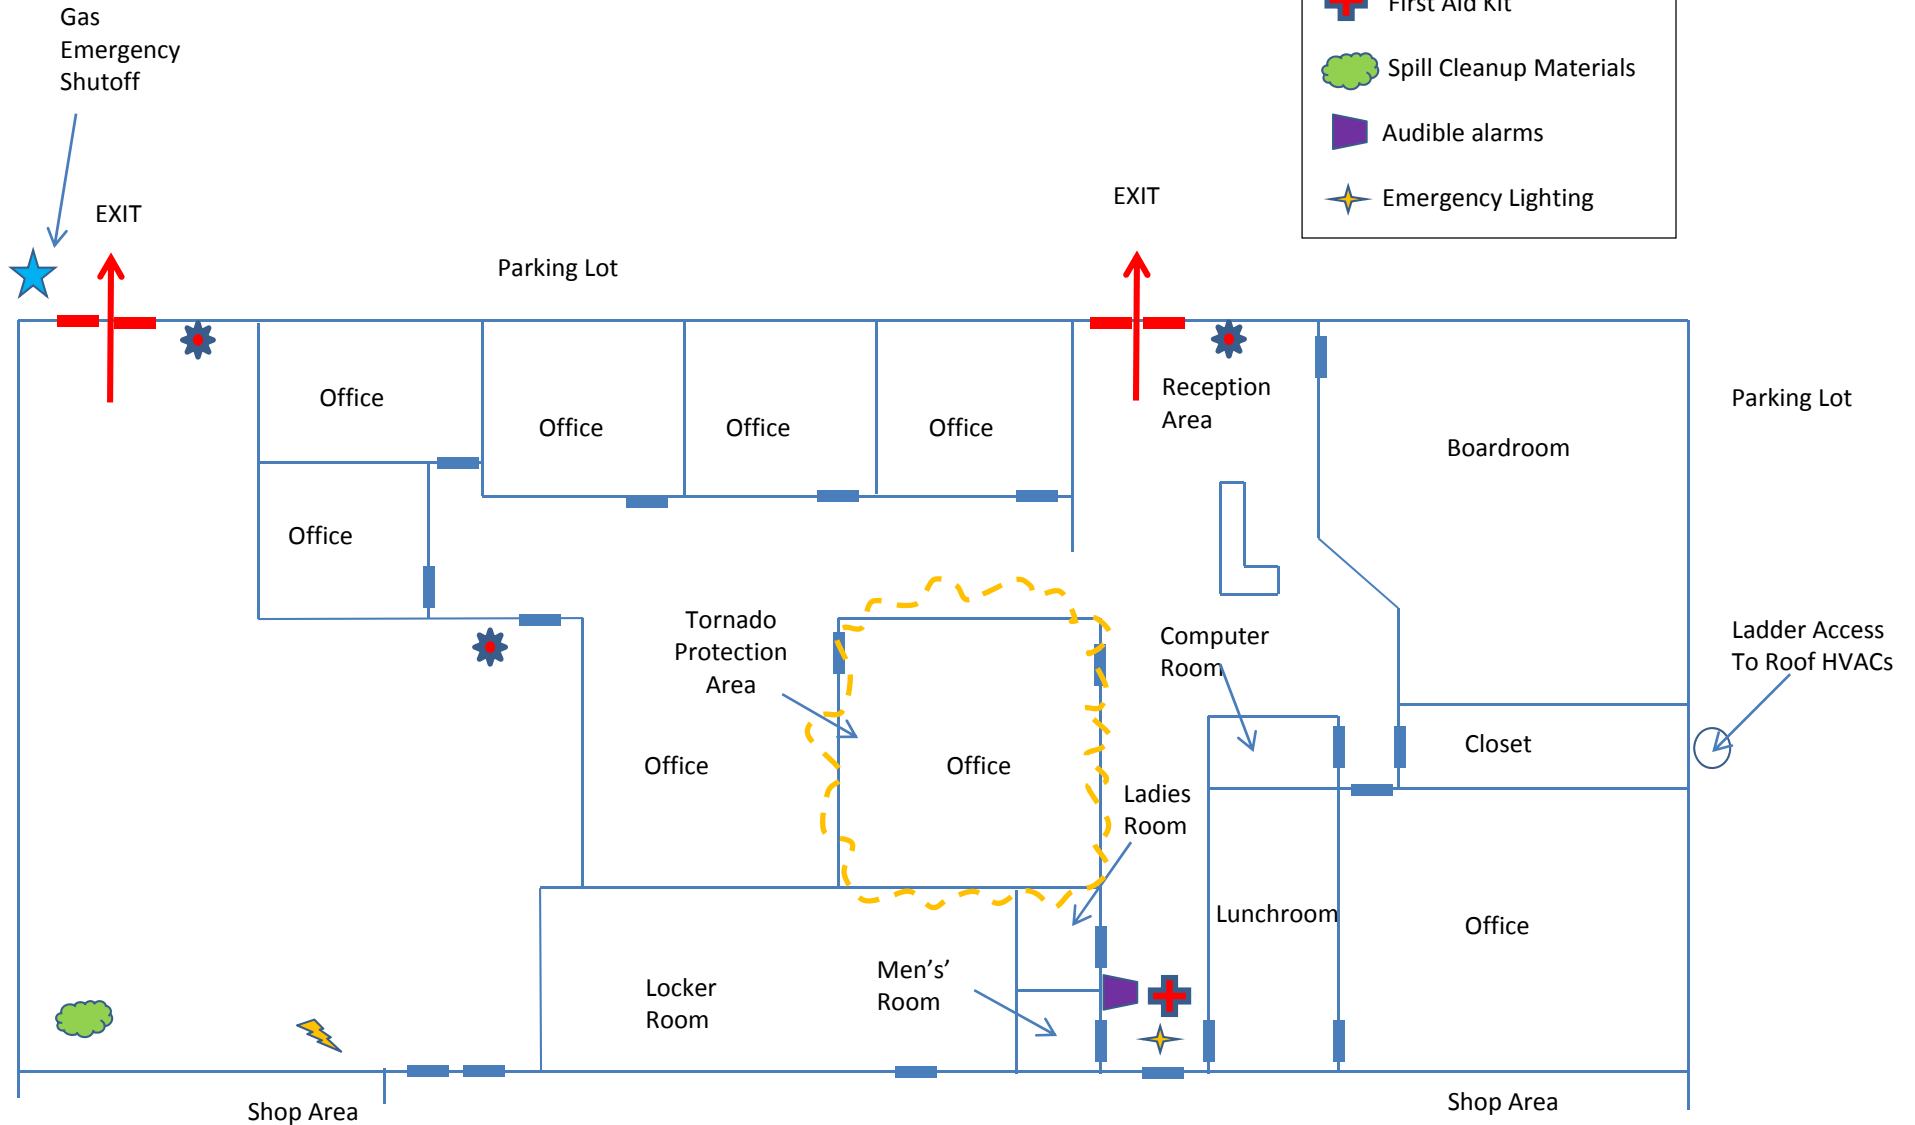 Gas
Emergency
Shutoff
First Aid Kit
Spill Cleanup Materials
Audible alarms
Emergency Lighting
EXIT
EXIT
Parking Lot
Office
Office
Office
Office
Reception
Area
Boardroom
Parking Lot
Office
Tornado
Protection
Area
Computer
Room
Ladder Access
To Roof HVACs
Office
Office
Closet
Ladies
Room
Lunchroom
Office
Locker
Room
Men's'
Room
Shop Area
Shop Area